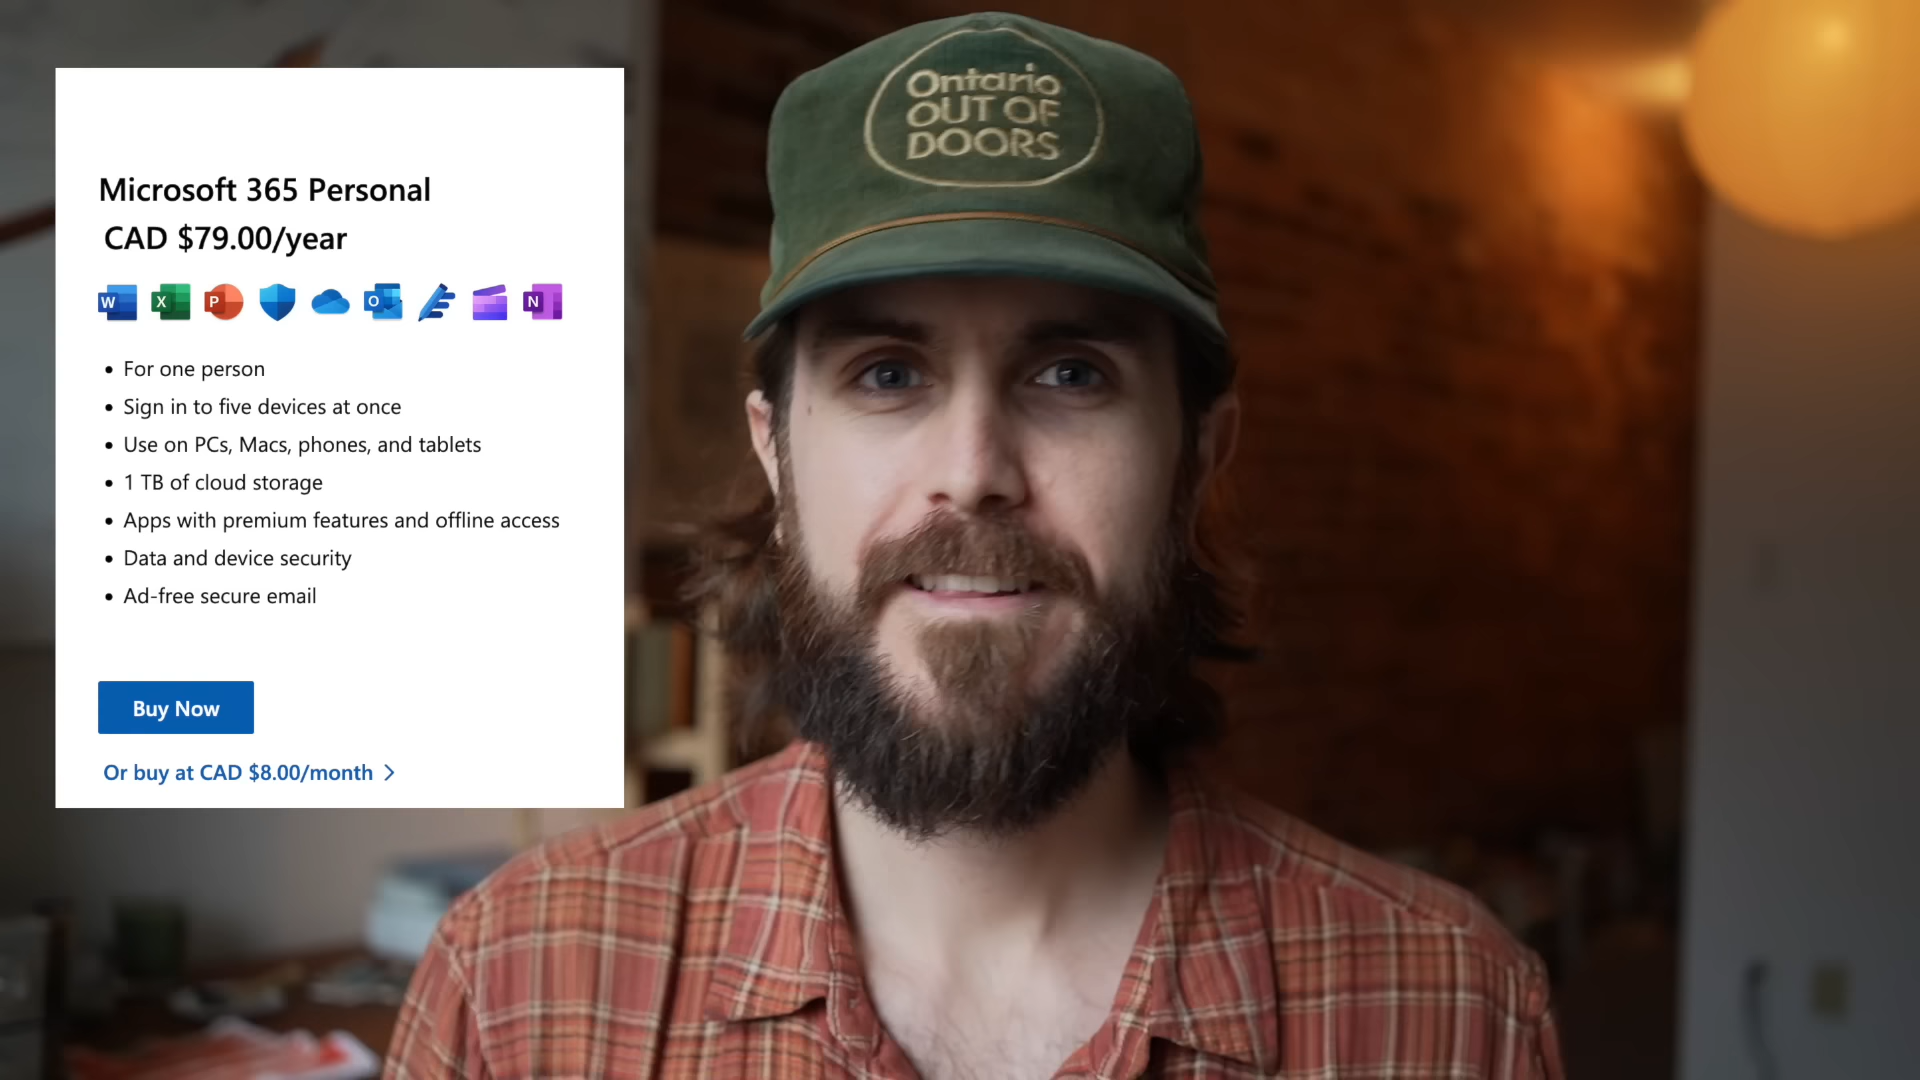 Ontario
OUT OF
DOORS
Microsoft 365 Personal
CAD $79.00/year
W X P O N
For one person
Sign in to five devices at once
Use on PCs, Macs, phones, and tablets
1 TB of cloud storage
Apps with premium features and offline access
Data and device security
Ad-free secure email
Buy Now
Or buy at CAD $8.00/month